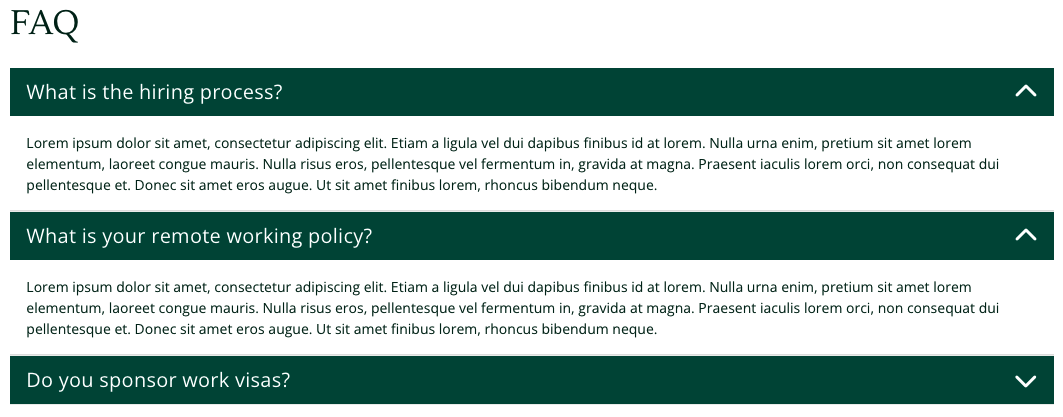 FAQ
What is the hiring process?
Lorem ipsum dolor sit amet, consectetur adipiscing elit. Etiam a ligula vel dui dapibus finibus id at lorem. Nulla urna enim, pretium sit amet lorem
elementum, laoreet congue mauris. Nulla risus eros, pellentesque vel fermentum in, gravida at magna. Praesent iaculis lorem orci, non consequat dui
pellentesque et. Donec sit amet eros augue. Ut sit amet finibus lorem, rhoncus bibendum neque.
What is your remote working policy?
Lorem ipsum dolor sit amet, consectetur adipiscing elit. Etiam a ligula vel dui dapibus finibus id at lorem. Nulla urna enim, pretium sit amet lorem
elementum, laoreet congue mauris. Nulla risus eros, pellentesque vel fermentum in, gravida at magna. Praesent iaculis lorem orci, non consequat dui
pellentesque et. Donec sit amet eros augue. Ut sit amet finibus lorem, rhoncus bibendum neque.
Do you sponsor work visas?